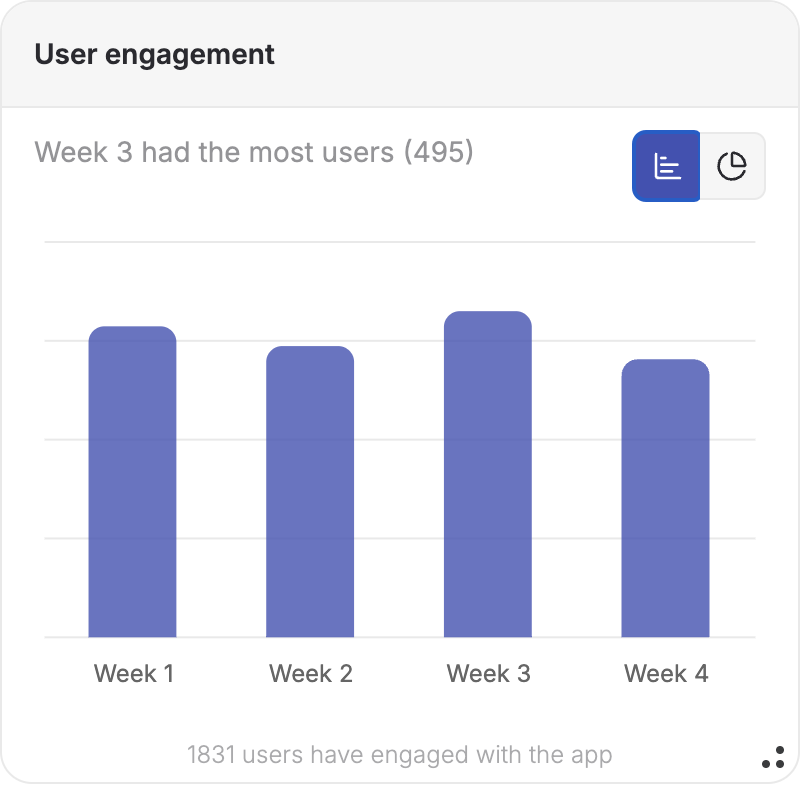 User engagement
Week 3 had the most users (495)
Week 1
Week 2
Week 3
Week 4
1831 users have engaged with the app